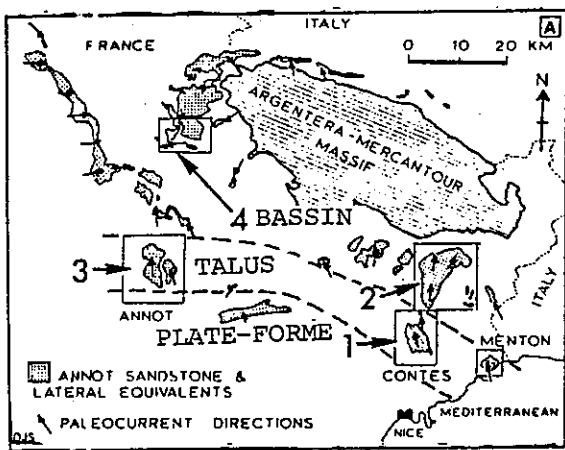 ITALY
A
FRANCE
0 10 20 KM
N
ARGENTERA-MERCANTOUR
MASSIF
4 BASSIN
ITALY
3
TALUS
2
ANNOT
PLATE-FORME
1
MENTON
CONTES
ANNOT SANDSTONE &
LATERAL EQUIVALENTS
PALEOCURRENT DIRECTIONS
MEDITERRANEAN
NICE
DJS